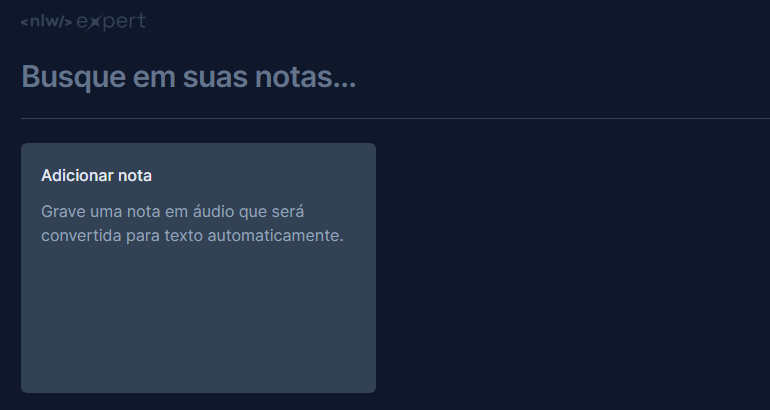 <nlw/> expert
Busque em suas notas...
Adicionar nota
Grave uma nota em áudio que será
convertida para texto automaticamente.